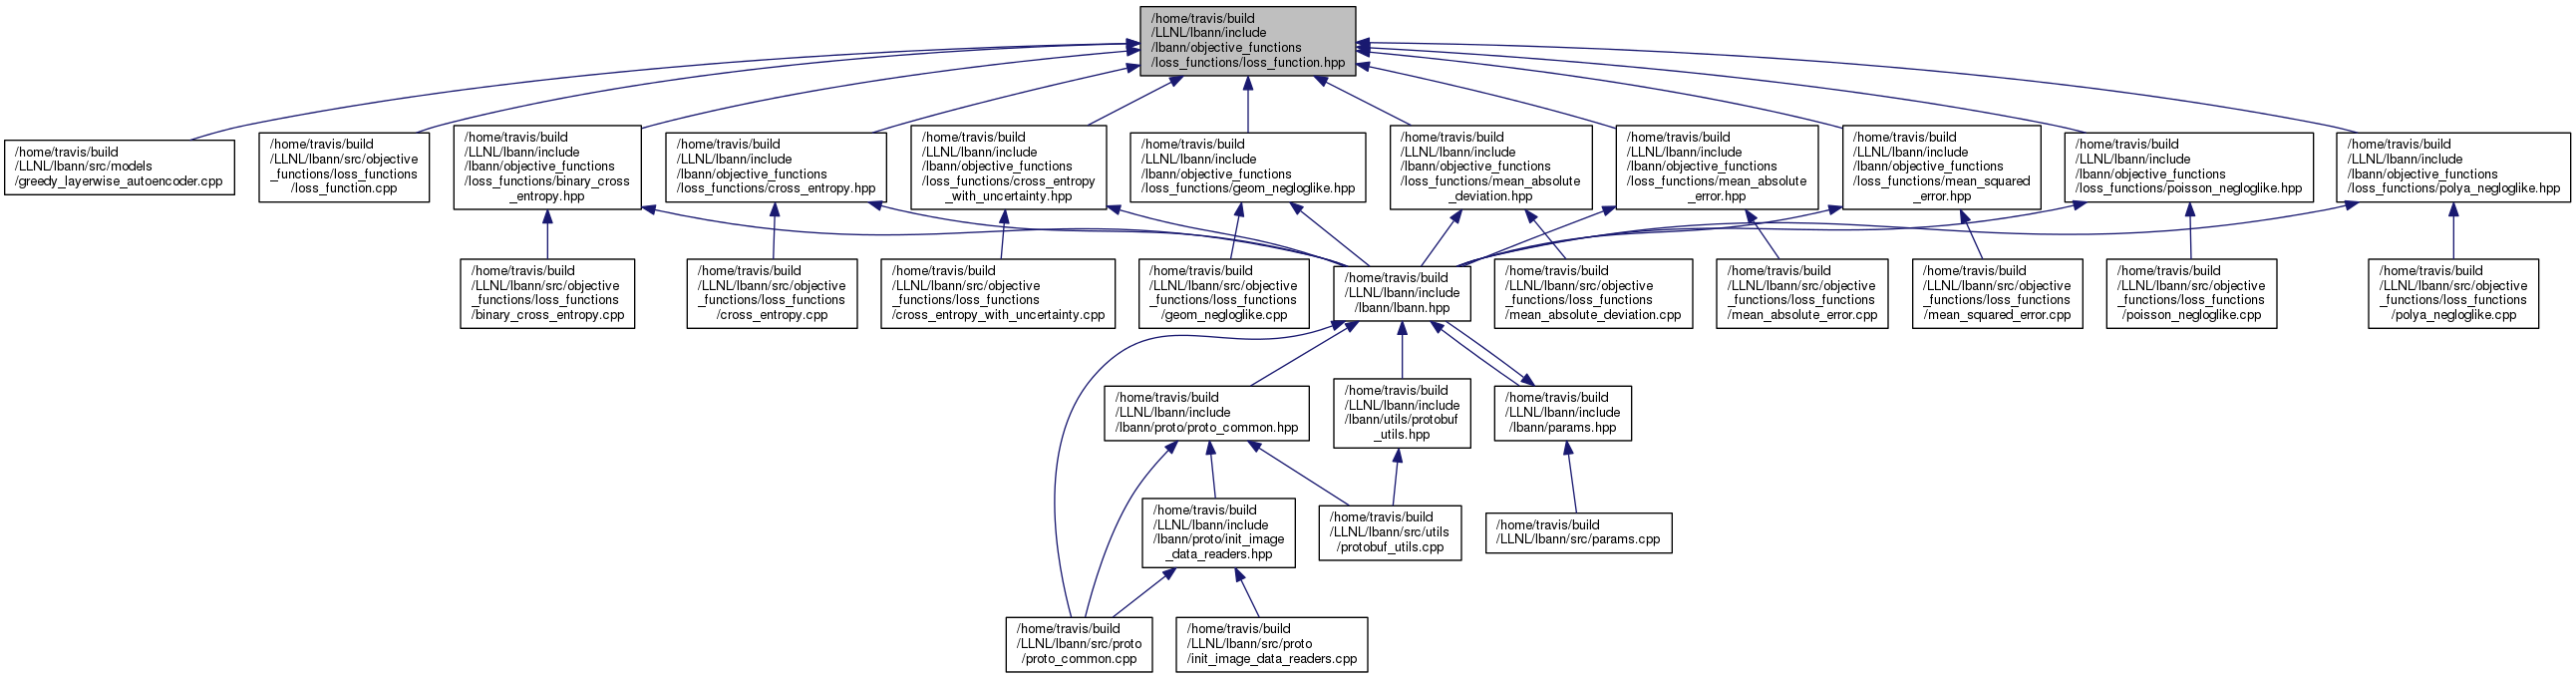 /home/travis/build
/LLNL/lbann/include
/lbann/objective_functions
/loss_functions/loss_function.hpp
/home/travis/build
/LLNL/lbann/src/models
/greedy_layerwise_autoencoder.cpp
/home/travis/build
/LLNL/lbann/src/objective
_functions/loss_functions
/loss_function.cpp
/home/travis/build
/LLNL/lbann/include
/lbann/objective_functions
/loss_functions/binary_cross
_entropy.hpp
/home/travis/build
/LLNL/lbann/include
/lbann/objective_functions
/loss_functions/cross_entropy.hpp
/home/travis/build
/LLNL/lbann/include
/lbann/objective_functions
/loss_functions/cross_entropy
_with_uncertainty.hpp
/home/travis/build
/LLNL/lbann/include
/lbann/objective_functions
/loss_functions/geom_negloglike.hpp
/home/travis/build
/LLNL/lbann/include
/lbann/objective_functions
/loss_functions/mean_absolute
_deviation.hpp
/home/travis/build
/LLNL/lbann/include
/lbann/objective_functions
/loss_functions/mean_absolute
_error.hpp
/home/travis/build
/LLNL/lbann/include
/lbann/objective_functions
/loss_functions/mean_squared
_error.hpp
/home/travis/build
/LLNL/lbann/include
/lbann/objective_functions
/loss_functions/poisson_negloglike.hpp
/home/travis/build
/LLNL/lbann/include
/lbann/objective_functions
/loss_functions/polya_negloglike.hpp
/home/travis/build
/LLNL/lbann/src/objective
_functions/loss_functions
/binary_cross_entropy.cpp
/home/travis/build
/LLNL/lbann/src/objective
_functions/loss_functions
/cross_entropy.cpp
/home/travis/build
/LLNL/lbann/src/objective
_functions/loss_functions
/cross_entropy_with_uncertainty.cpp
/home/travis/build
/LLNL/lbann/src/objective
_functions/loss_functions
/geom_negloglike.cpp
/home/travis/build
/LLNL/lbann/include
/lbann/lbann.hpp
/home/travis/build
/LLNL/lbann/src/objective
_functions/loss_functions
/mean_absolute_deviation.cpp
/home/travis/build
/LLNL/lbann/src/objective
_functions/loss_functions
/mean_absolute_error.cpp
/home/travis/build
/LLNL/lbann/src/objective
_functions/loss_functions
/mean_squared_error.cpp
/home/travis/build
/LLNL/lbann/src/objective
_functions/loss_functions
/poisson_negloglike.cpp
/home/travis/build
/LLNL/lbann/src/objective
_functions/loss_functions
/polya_negloglike.cpp
/home/travis/build
/LLNL/lbann/include
/lbann/proto/proto_common.hpp
/home/travis/build
/LLNL/lbann/include
/lbann/utils/protobuf
_utils.hpp
/home/travis/build
/LLNL/lbann/include
/lbann/params.hpp
/home/travis/build
/LLNL/lbann/include
/lbann/proto/init_image
_data_readers.hpp
/home/travis/build
/LLNL/lbann/src/utils
/protobuf_utils.cpp
/home/travis/build
/LLNL/lbann/src/params.cpp
/home/travis/build
/LLNL/lbann/src/proto
/proto_common.cpp
/home/travis/build
/LLNL/lbann/src/proto
/init_image_data_readers.cpp